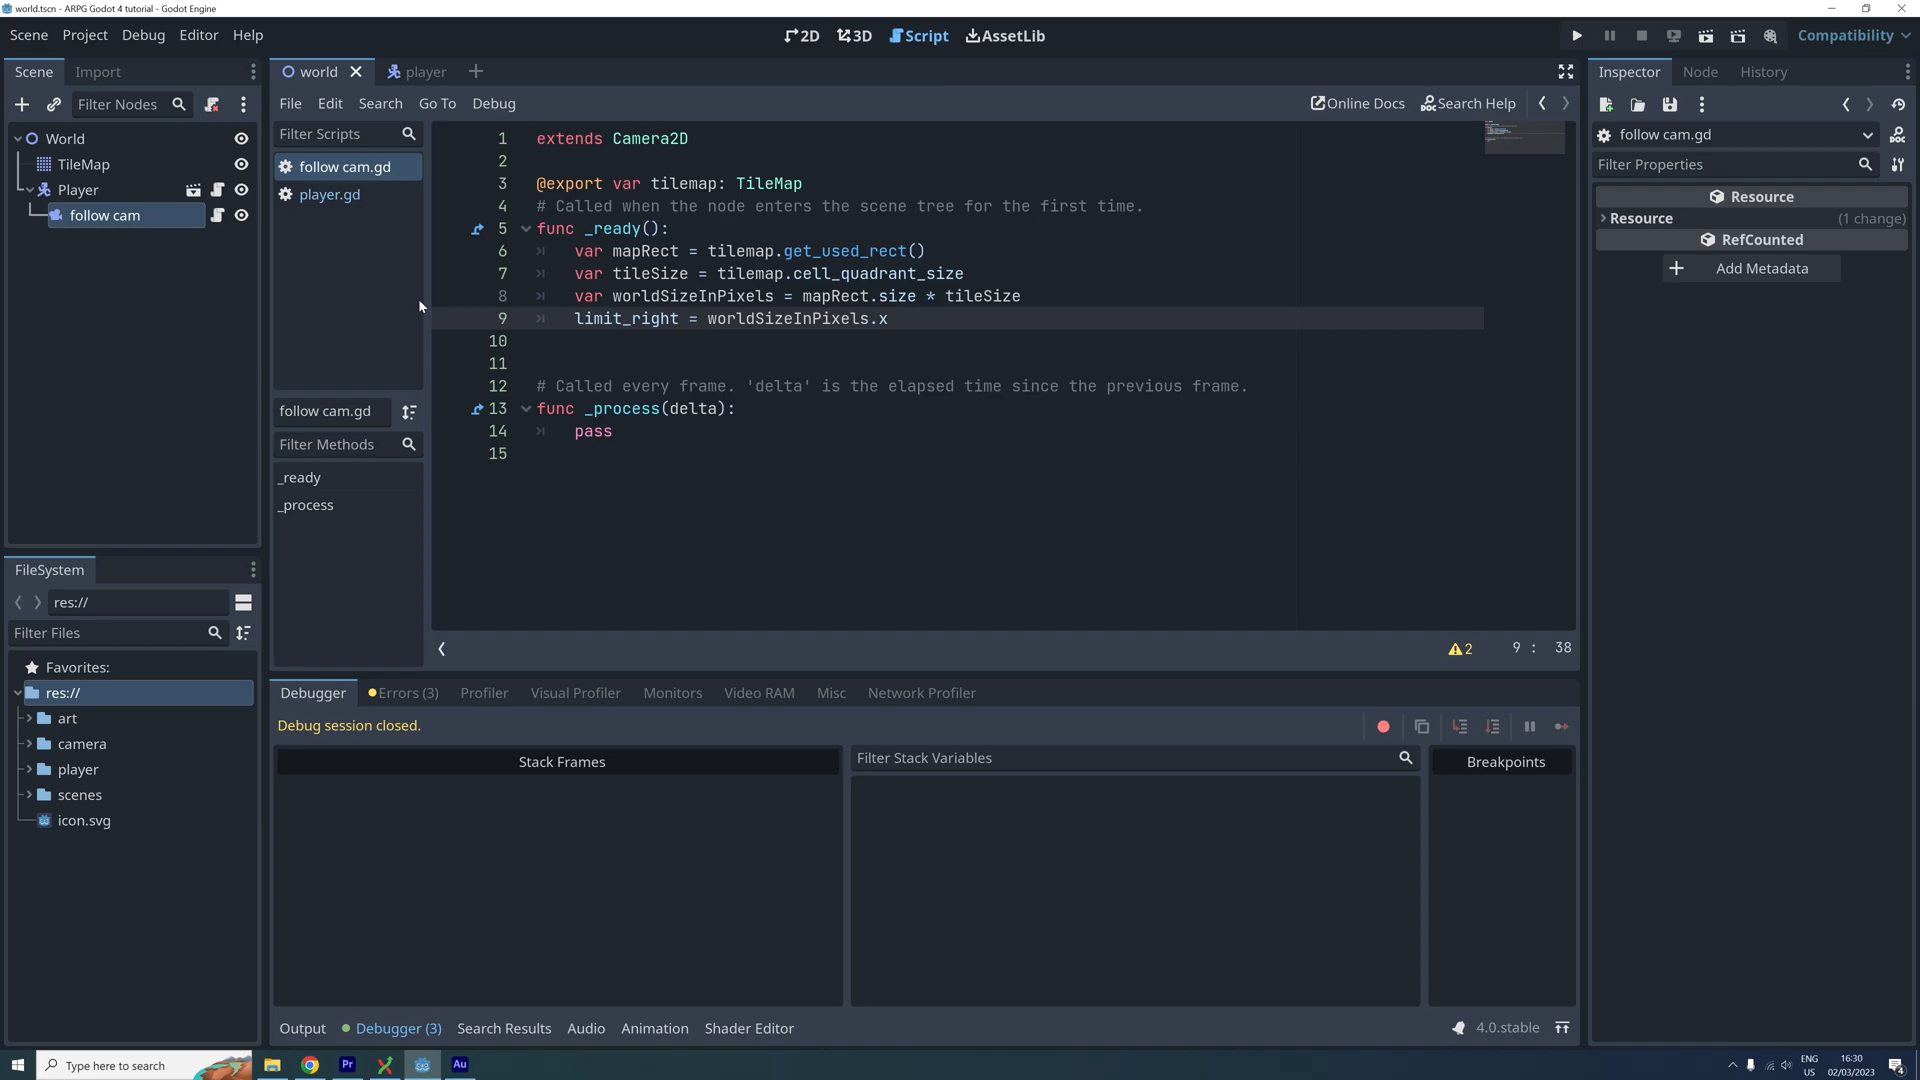 world.tscn - ARPG Godot 4 tutorial - Godot Engine
Scene Project Debug Editor Help
2D 3D Script AssetLib
Compatibility
Scene Import
Filter Nodes
World
TileMap
Player
follow cam
world player
File Edit Search Go To Debug
Online Docs Search Help
Filter Scripts
follow cam.gd
player.gd
follow cam.gd
Filter Methods
_ready
_process
1 extends Camera2D
2
3 @export var tilemap: TileMap
4 # Called when the node enters the scene tree for the first time.
5 func _ready():
6 var mapRect = tilemap.get_used_rect()
7 var tileSize = tilemap.cell_quadrant_size
8 var worldSizeInPixels = mapRect.size * tileSize
9 limit_right = worldSizeInPixels.x
10
11
12 # Called every frame. 'delta' is the elapsed time since the previous frame.
13 func _process(delta):
14 pass
15
2 9 : 38
Inspector Node History
follow cam.gd
Filter Properties
Resource
Resource (1 change)
RefCounted
Add Metadata
FileSystem
res://
Filter Files
Favorites:
res://
art
camera
player
scenes
icon.svg
Debugger Errors (3) Profiler Visual Profiler Monitors Video RAM Misc Network Profiler
Debug session closed.
Stack Frames
Filter Stack Variables
Breakpoints
Output Debugger (3) Search Results Audio Animation Shader Editor
4.0.stable
Type here to search
Pr
Au
ENG
US
16:30
02/03/2023
4